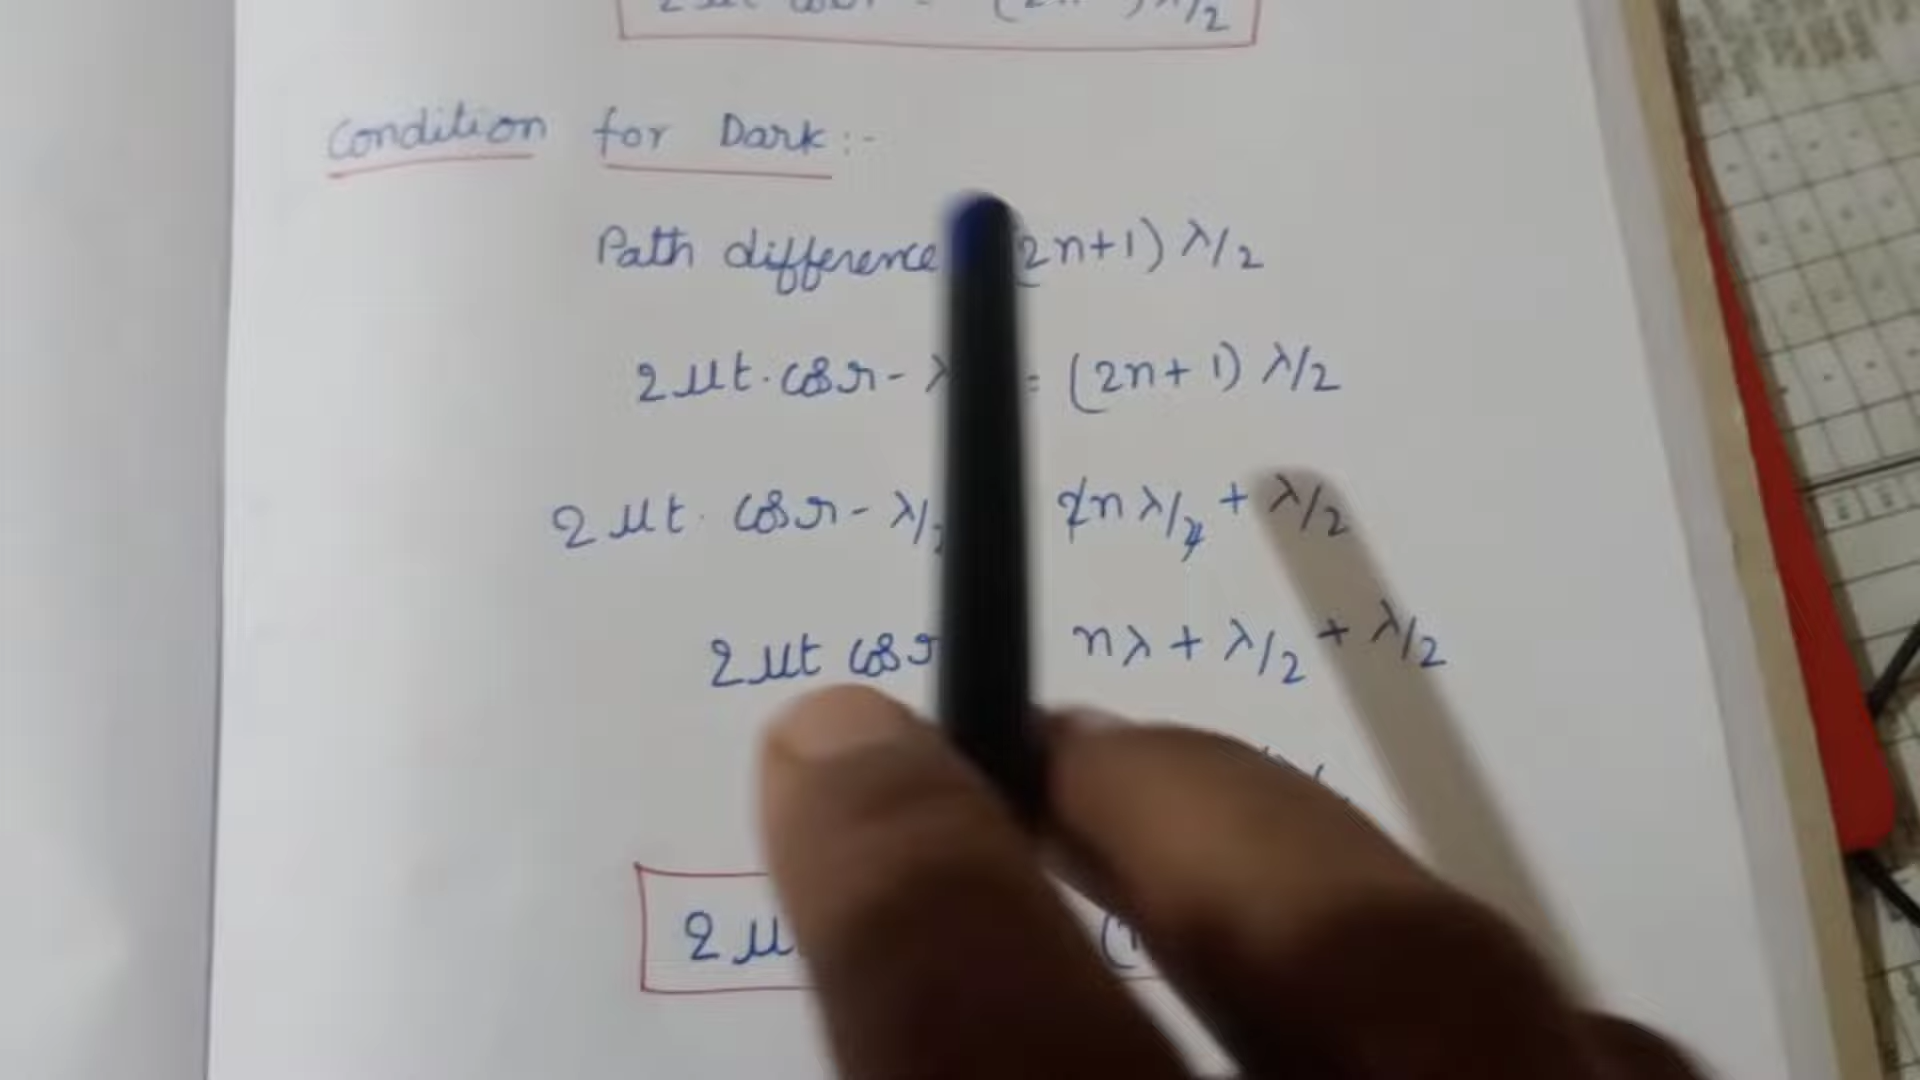 Condition for Dark:-
Path difference (2n+1) λ/2
2μt. cos r - λ = (2n+1) λ/2
2μt. cos r - λ/2 2nλ/2 + λ/2
2μt cos r nλ + λ/2 + λ/2
2μ